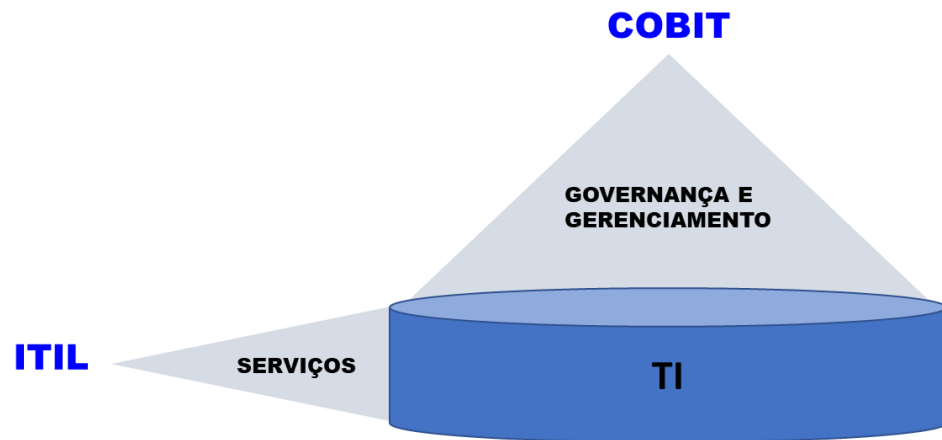 COBIT
GOVERNANÇA E
GERENCIAMENTO
ITIL
SERVIÇOS
TI